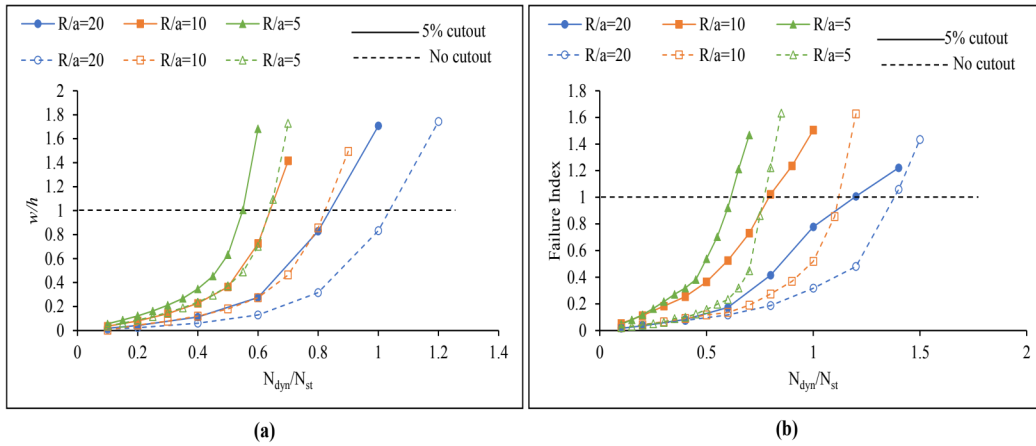 R/a=20 R/a=10 R/a=5
5% cutout
R/a=20 R/a=10 R/a=5
No cutout
2
1.8
1.6
1.4
1.2
1
0.8
0.6
0.4
0.2
0
w/h
0 0.2 0.4 0.6 0.8 1 1.2 1.4
Ndyn/Nst
(a)
R/a=20 R/a=10 R/a=5
5% cutout
R/a=20 R/a=10 R/a=5
No cutout
1.8
1.6
1.4
1.2
1
0.8
0.6
0.4
0.2
0
Failure Index
0 0.5 1 1.5 2
Ndyn/Nst
(b)